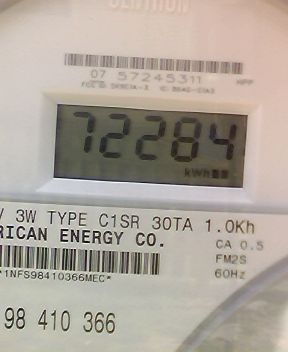 CENTRON
07 57245311
72284
kWh
V 3W TYPE C1SR 30TA 1.0Kh
RICAN ENERGY CO.
CA 0.5
FM2S
60Hz
*1NFS98410366MEC*
98 410 366